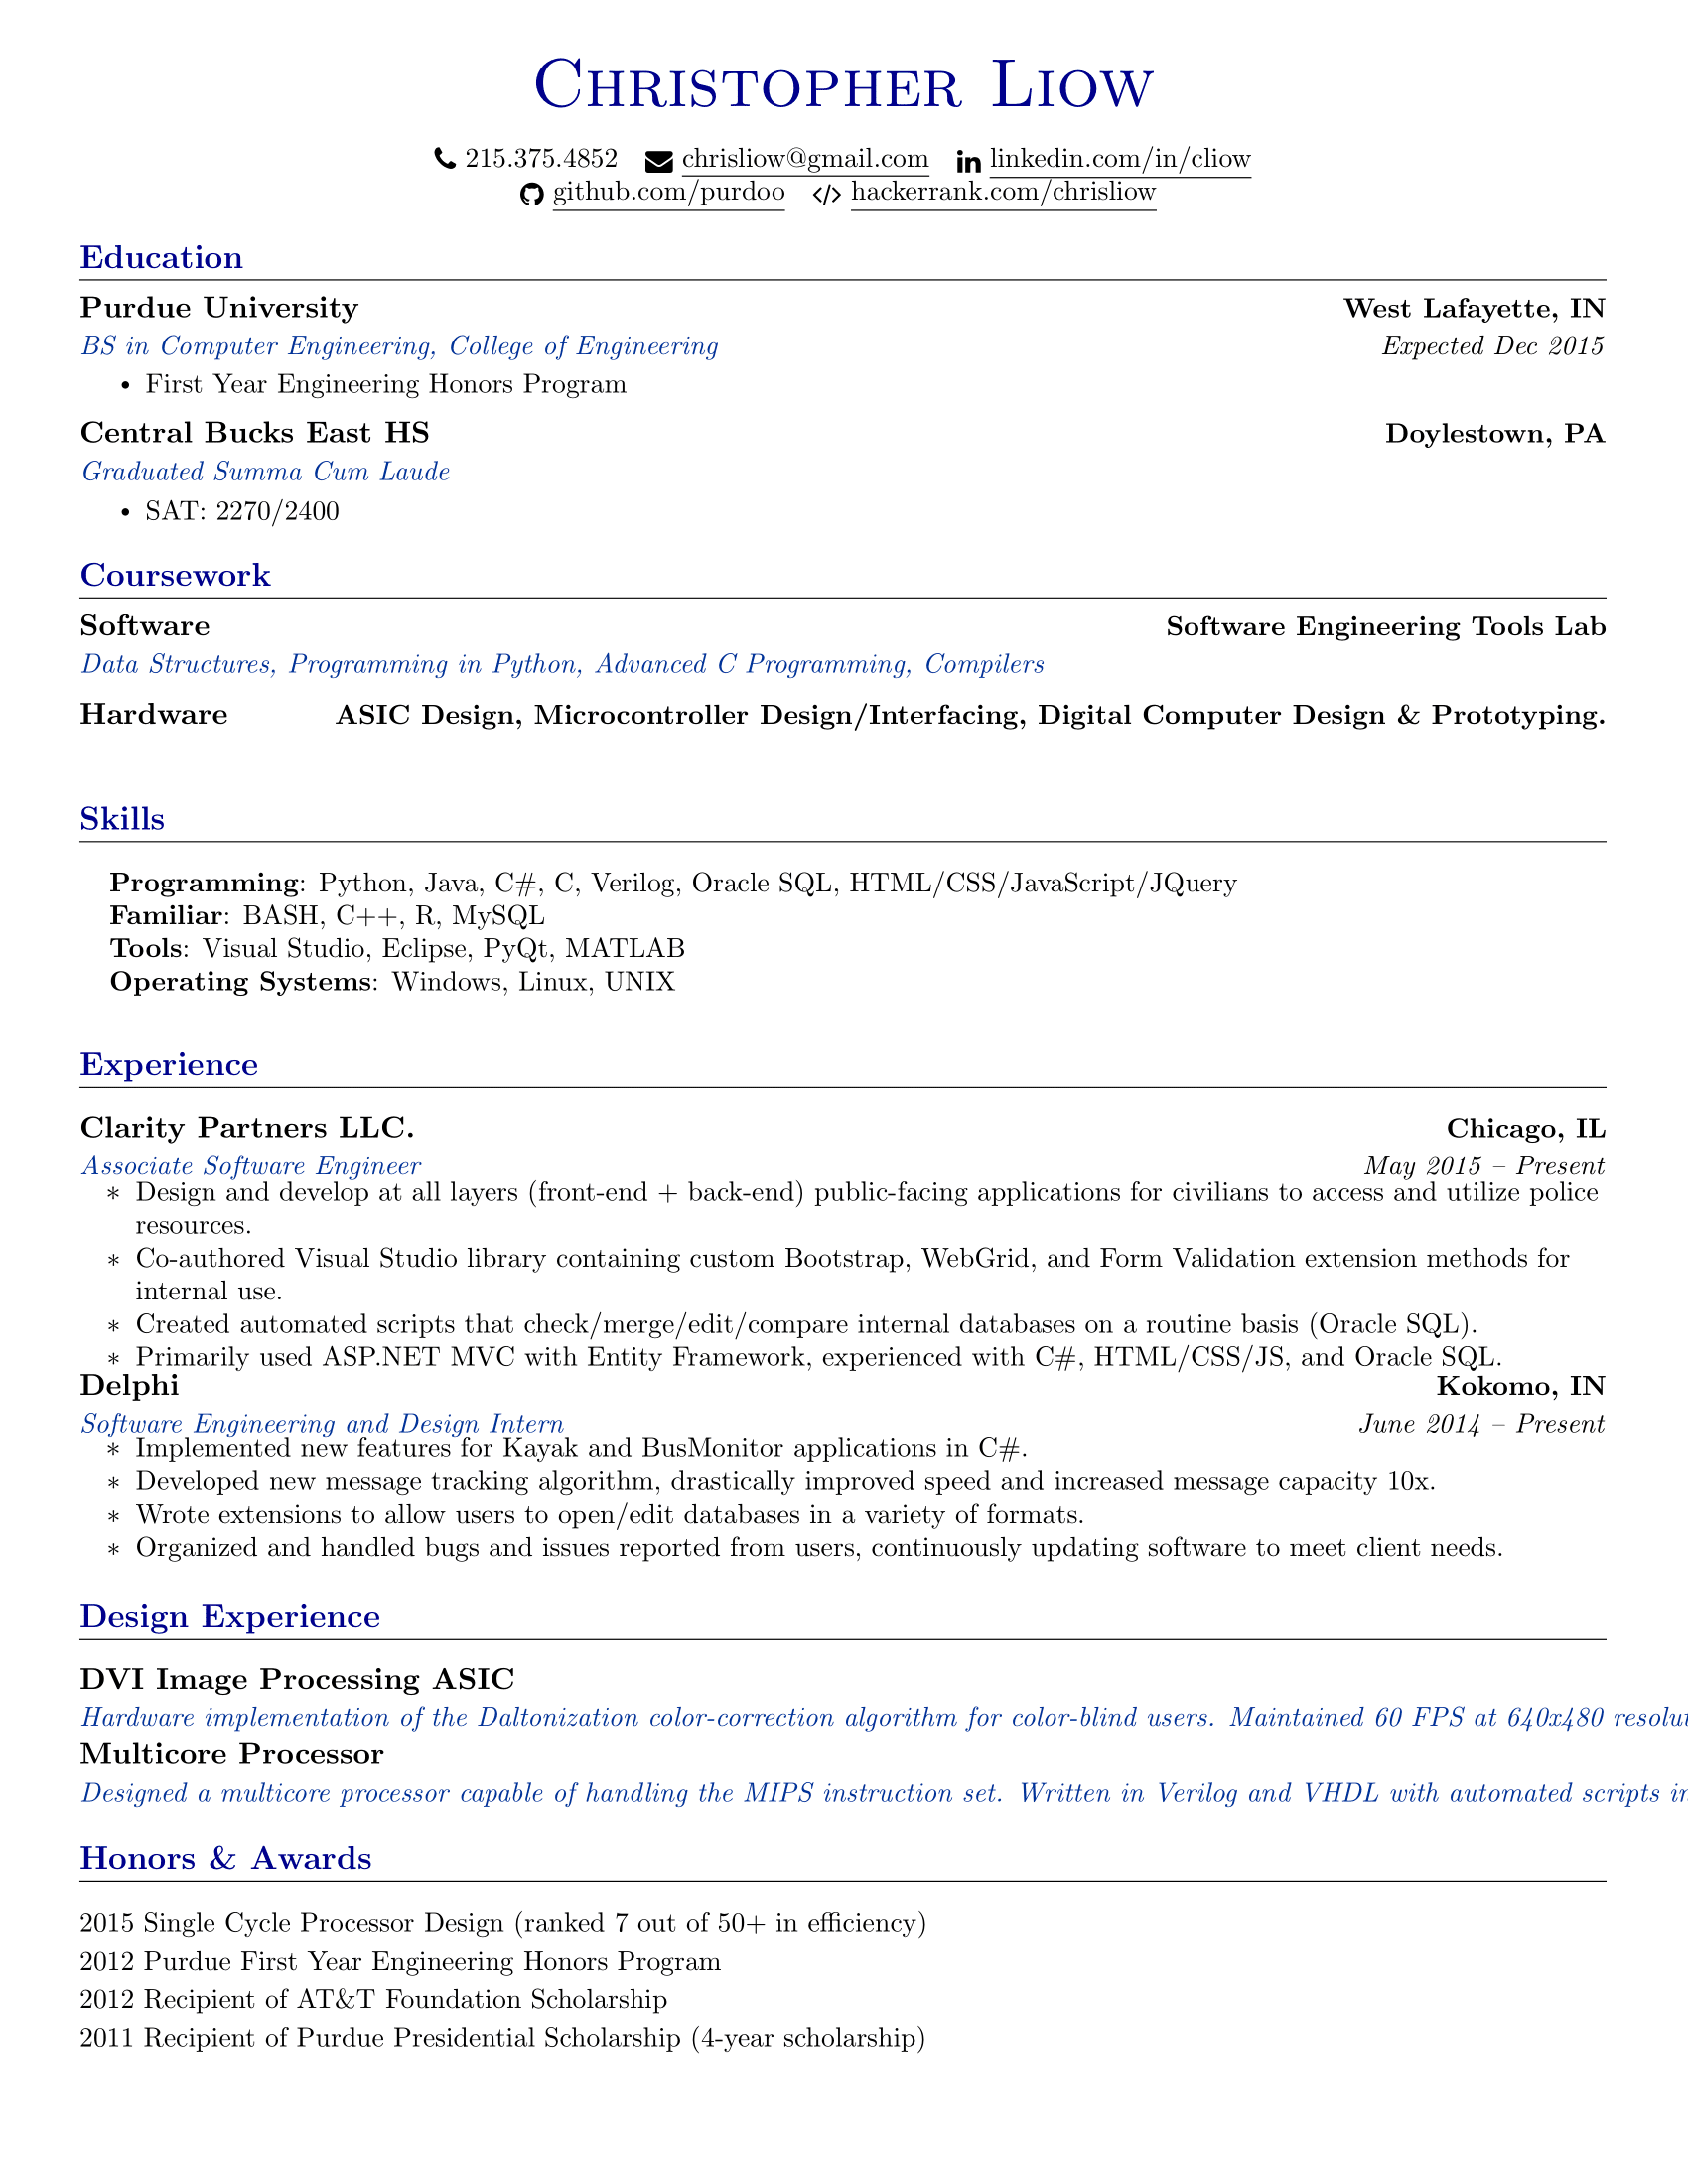 Christopher Liow
215.375.4852 chrisliow@gmail.com linkedin.com/in/cliow
github.com/purdoo hackerrank.com/chrisliow
Education
Purdue University West Lafayette, IN
BS in Computer Engineering, College of Engineering Expected Dec 2015
• First Year Engineering Honors Program
Central Bucks East HS Doylestown, PA
Graduated Summa Cum Laude
• SAT: 2270/2400
Coursework
Software Software Engineering Tools Lab
Data Structures, Programming in Python, Advanced C Programming, Compilers
Hardware ASIC Design, Microcontroller Design/Interfacing, Digital Computer Design & Prototyping.
Skills
Programming: Python, Java, C#, C, Verilog, Oracle SQL, HTML/CSS/JavaScript/JQuery
Familiar: BASH, C++, R, MySQL
Tools: Visual Studio, Eclipse, PyQt, MATLAB
Operating Systems: Windows, Linux, UNIX
Experience
Clarity Partners LLC. Chicago, IL
Associate Software Engineer May 2015 – Present
* Design and develop at all layers (front-end + back-end) public-facing applications for civilians to access and utilize police
resources.
* Co-authored Visual Studio library containing custom Bootstrap, WebGrid, and Form Validation extension methods for
internal use.
* Created automated scripts that check/merge/edit/compare internal databases on a routine basis (Oracle SQL).
* Primarily used ASP.NET MVC with Entity Framework, experienced with C#, HTML/CSS/JS, and Oracle SQL.
Delphi Kokomo, IN
Software Engineering and Design Intern June 2014 – Present
* Implemented new features for Kayak and BusMonitor applications in C#.
* Developed new message tracking algorithm, drastically improved speed and increased message capacity 10x.
* Wrote extensions to allow users to open/edit databases in a variety of formats.
* Organized and handled bugs and issues reported from users, continuously updating software to meet client needs.
Design Experience
DVI Image Processing ASIC
Hardware implementation of the Daltonization color-correction algorithm for color-blind users. Maintained 60 FPS at 640x480
Multicore Processor
Designed a multicore processor capable of handling the MIPS instruction set. Written in Verilog and VHDL with automated scripts in
Honors & Awards
2015 Single Cycle Processor Design (ranked 7 out of 50+ in efficiency)
2012 Purdue First Year Engineering Honors Program
2012 Recipient of AT&T Foundation Scholarship
2011 Recipient of Purdue Presidential Scholarship (4-year scholarship)